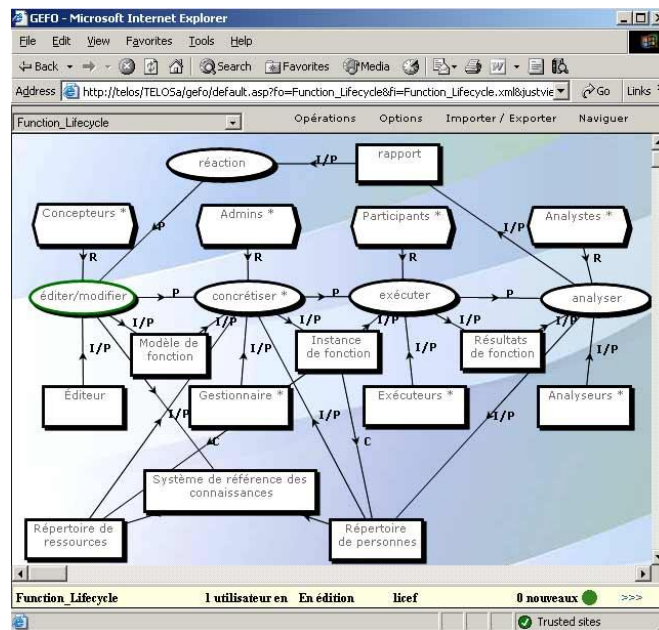 GEFO - Microsoft Internet Explorer
File Edit View Favorites Tools Help
Back Search Favorites Media
Address http://telos/TELOSa/gefo/default.asp?fo=Function_Lifecycle&fi=Function_Lifecycle.xml&justvie Go Links »
Function_Lifecycle Opérations Options Importer / Exporter Naviguer
réaction I/P rapport
Concepteurs * Admins * Participants * Analystes *
P I/P
R R R R
éditer/modifier P concrétiser * P exécuter P analyser
I/P I/P I/P I/P I/P I/P
Modèle de fonction
Instance de fonction
Résultats de fonction
I/P I/P I/P I/P
Éditeur Gestionnaire * Exécuteurs * Analyseurs *
I/P I/P I/P
C C
Système de référence des
connaissances
Répertoire de
ressources
Répertoire
de personnes
Function_Lifecycle 1 utilisateur en En édition licef 0 nouveaux >>>
Trusted sites